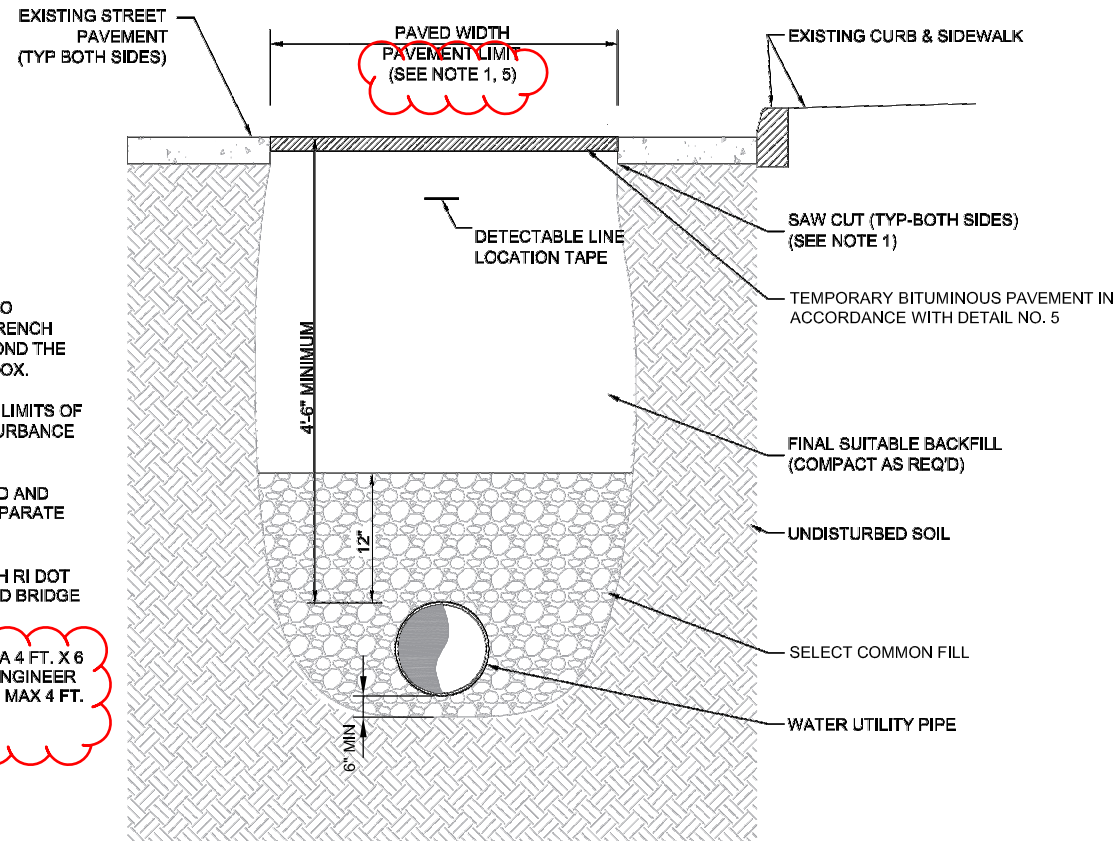 EXISTING STREET
PAVEMENT
(TYP BOTH SIDES)
PAVED WIDTH
PAVEMENT LIMIT
(SEE NOTE 1, 5)
EXISTING CURB & SIDEWALK
DETECTABLE LINE
LOCATION TAPE
SAW CUT (TYP-BOTH SIDES)
(SEE NOTE 1)
TEMPORARY BITUMINOUS PAVEMENT IN
ACCORDANCE WITH DETAIL NO. 5
4'-6" MINIMUM
FINAL SUITABLE BACKFILL
(COMPACT AS REQ'D)
12"
UNDISTURBED SOIL
SELECT COMMON FILL
WATER UTILITY PIPE
6" MIN
O
RENCH
OND THE
OX.
LIMITS OF
URBANCE
D AND
PARATE
H RI DOT
D BRIDGE
A 4 FT. X 6
NGINEER
MAX 4 FT.